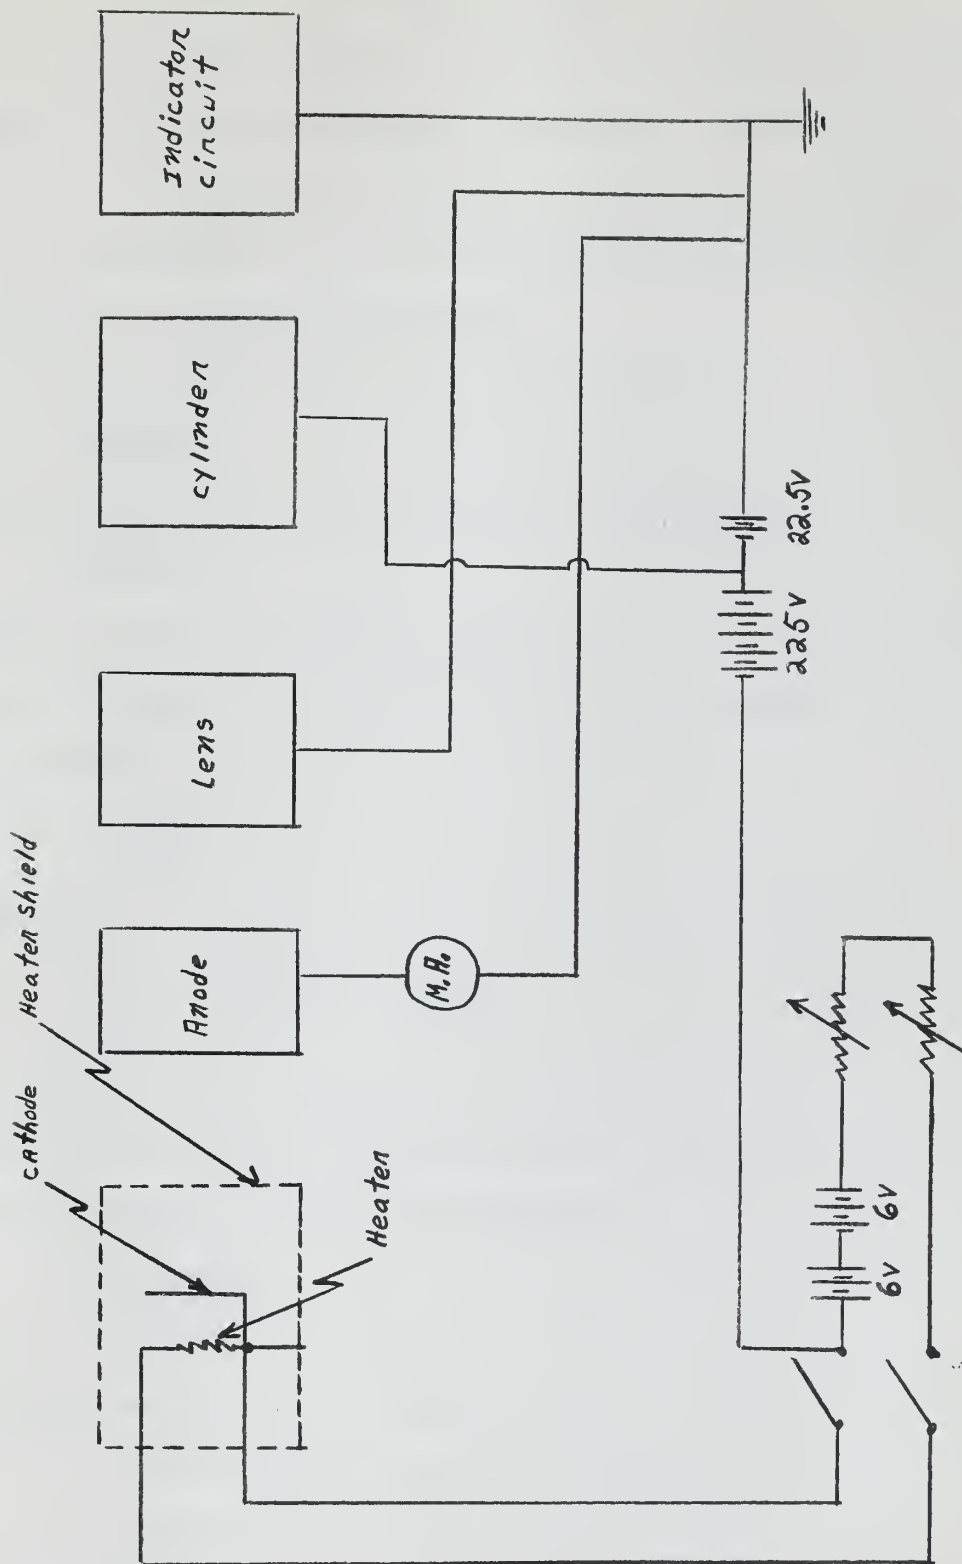 Cathode
Heater shield
Heater
Anode
Lens
Cylinder
Indicator
circuit
M.A.
225V
22.5V
6V
6V